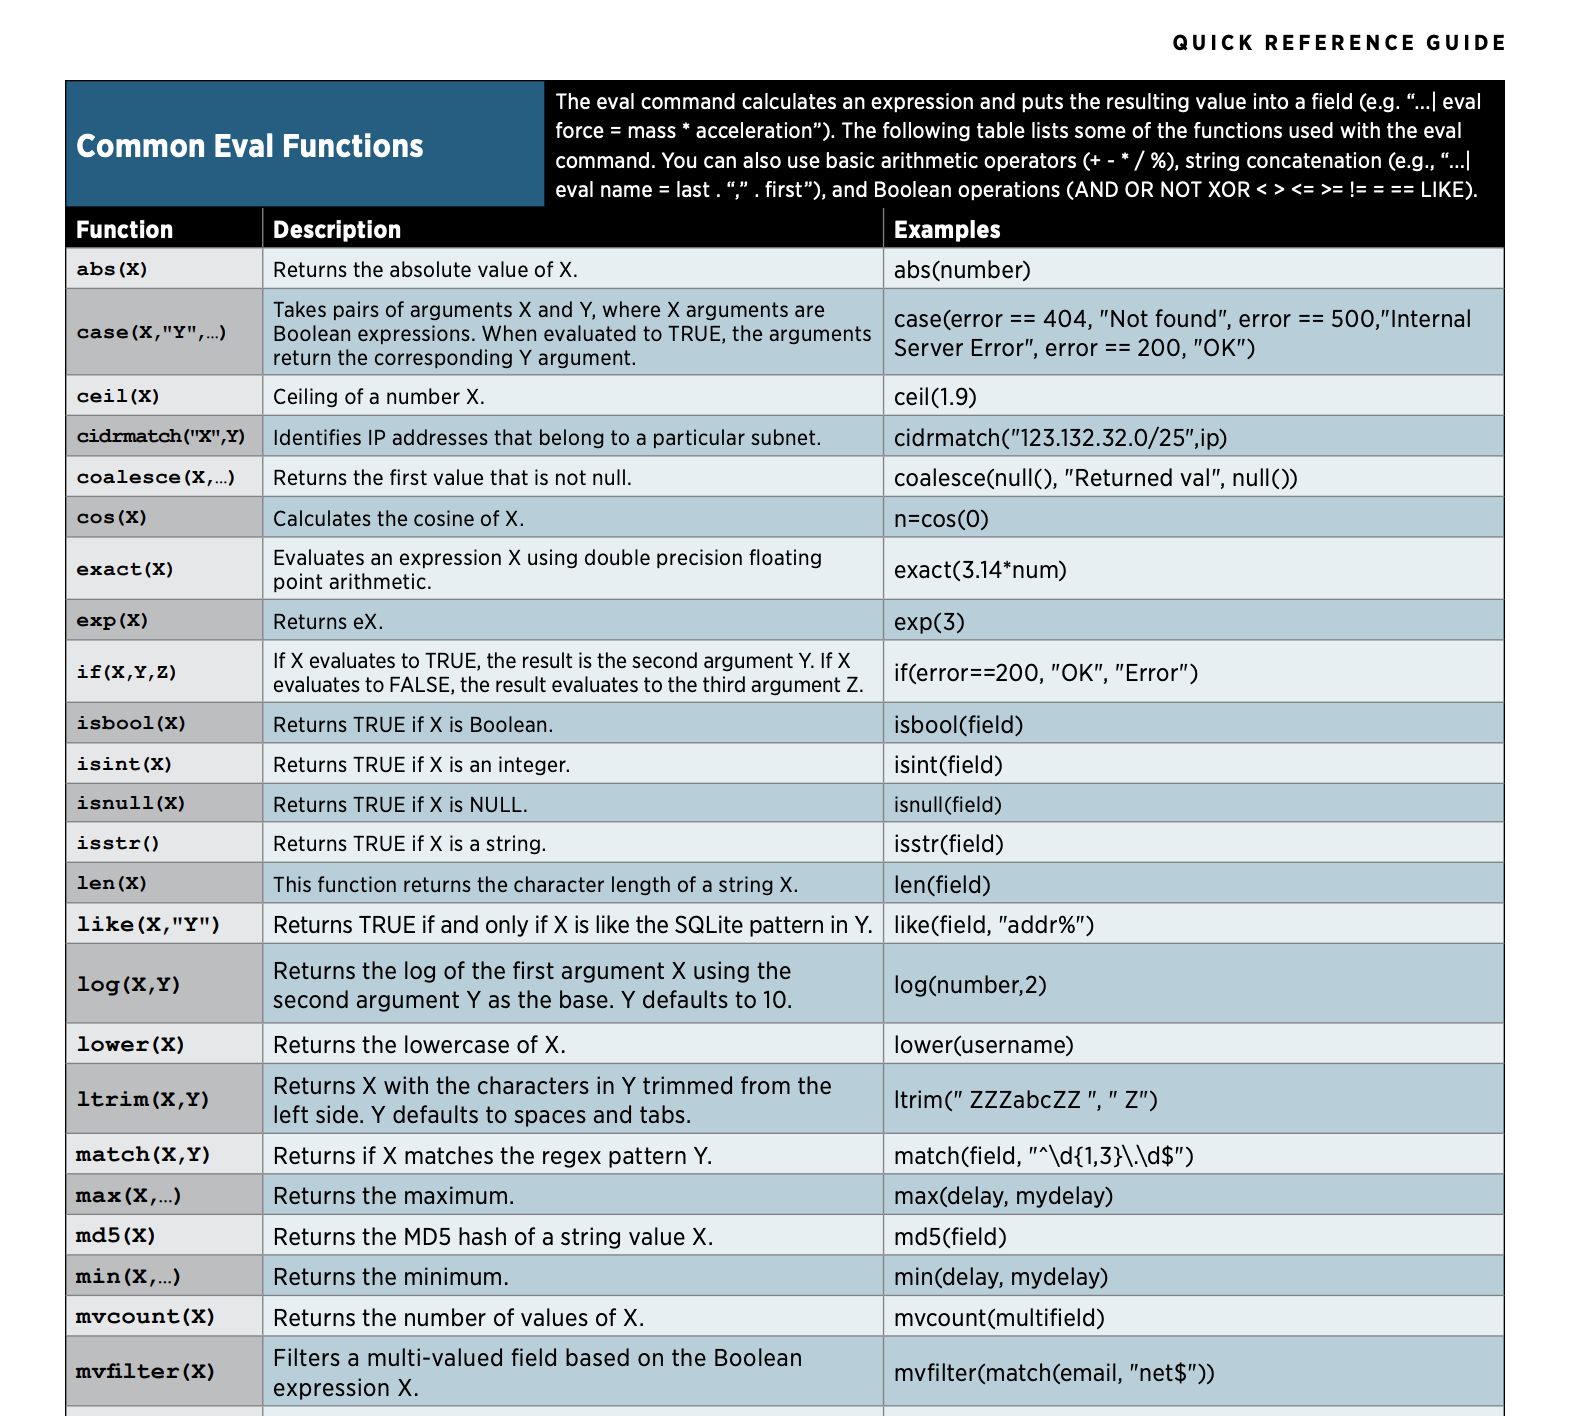 QUICK REFERENCE GUIDE
Common Eval Functions
The eval command calculates an expression and puts the resulting value into a field (e.g. “...| eval
force = mass * acceleration”). The following table lists some of the functions used with the eval
command. You can also use basic arithmetic operators (+ - * / %), string concatenation (e.g., “...|
eval name = last . “,” . first”), and Boolean operations (AND OR NOT XOR < > <= >= != = == LIKE).
Function Description Examples
abs(X) Returns the absolute value of X. abs(number)
case(X,"Y",…)
Takes pairs of arguments X and Y, where X arguments are
Boolean expressions. When evaluated to TRUE, the arguments
return the corresponding Y argument.
case(error == 404, "Not found", error == 500,"Internal
Server Error", error == 200, "OK")
ceil(X) Ceiling of a number X. ceil(1.9)
cidrmatch("X",Y) Identifies IP addresses that belong to a particular subnet. cidrmatch("123.132.32.0/25",ip)
coalesce(X,…) Returns the first value that is not null. coalesce(null(), "Returned val", null())
cos(X) Calculates the cosine of X. n=cos(0)
exact(X)
Evaluates an expression X using double precision floating
point arithmetic.
exact(3.14*num)
exp(X) Returns eX. exp(3)
if(X,Y,Z)
If X evaluates to TRUE, the result is the second argument Y. If X
evaluates to FALSE, the result evaluates to the third argument Z.
if(error==200, "OK", "Error")
isbool(X) Returns TRUE if X is Boolean. isbool(field)
isint(X) Returns TRUE if X is an integer. isint(field)
isnull(X) Returns TRUE if X is NULL. isnull(field)
isstr() Returns TRUE if X is a string. isstr(field)
len(X) This function returns the character length of a string X. len(field)
like(X,"Y") Returns TRUE if and only if X is like the SQLite pattern in Y. like(field, "addr%")
log(X,Y)
Returns the log of the first argument X using the
second argument Y as the base. Y defaults to 10.
log(number,2)
lower(X) Returns the lowercase of X. lower(username)
ltrim(X,Y)
Returns X with the characters in Y trimmed from the
left side. Y defaults to spaces and tabs.
ltrim(" ZZZabcZZ ", " Z")
match(X,Y) Returns if X matches the regex pattern Y. match(field, "^\d{1,3}\.\d$")
max(X,…) Returns the maximum. max(delay, mydelay)
md5(X) Returns the MD5 hash of a string value X. md5(field)
min(X,…) Returns the minimum. min(delay, mydelay)
mvcount(X) Returns the number of values of X. mvcount(multifield)
mvfilter(X)
Filters a multi-valued field based on the Boolean
expression X.
mvfilter(match(email, "net$"))